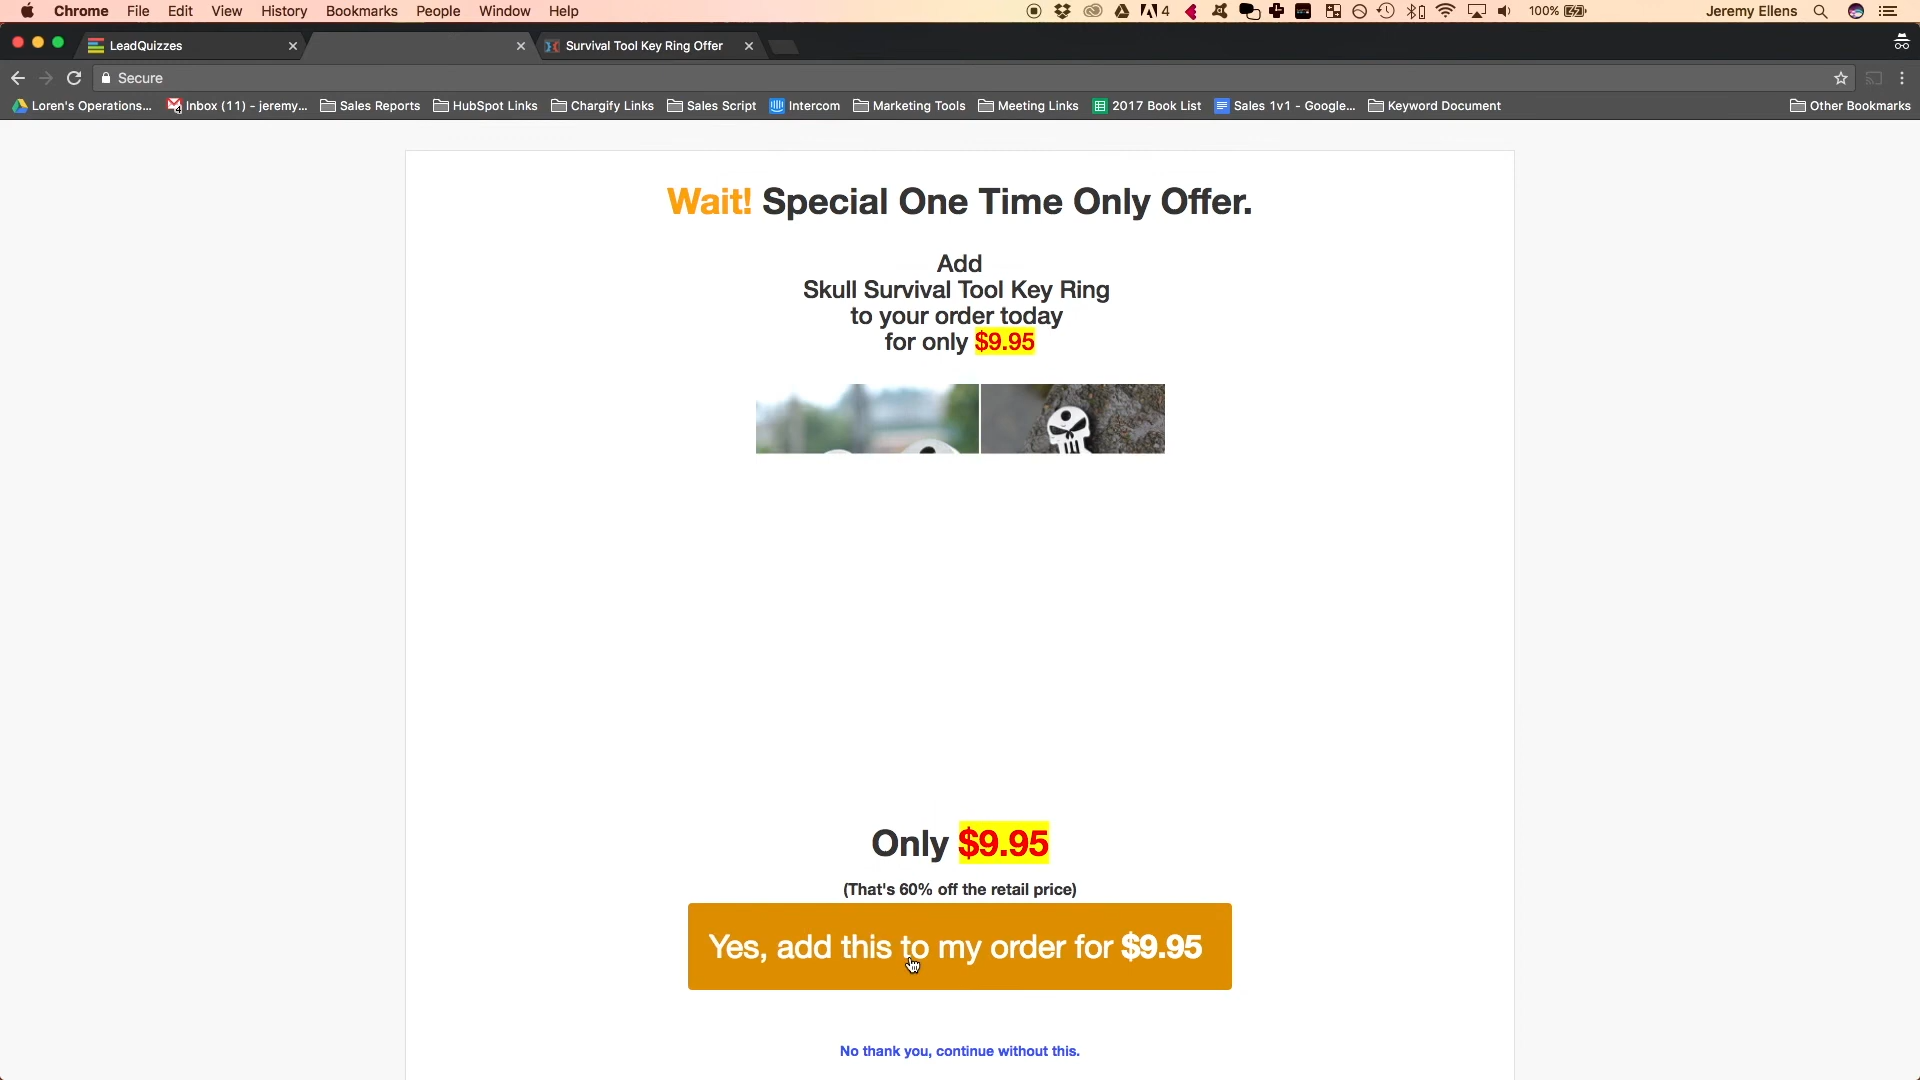 Chrome File Edit View History Bookmarks People Window Help 4 100% Jeremy Ellens
LeadQuizzes Survival Tool Key Ring Offer
Secure
Loren's Operations... Inbox (11) - jeremy... Sales Reports HubSpot Links Chargify Links Sales Script Intercom Marketing Tools Meeting Links 2017 Book List Sales 1v1 - Google... Keyword Document Other Bookmarks
Wait! Special One Time Only Offer.
Add
Skull Survival Tool Key Ring
to your order today
for only $9.95
Only $9.95
(That's 60% off the retail price)
Yes, add this to my order for $9.95
No thank you, continue without this.